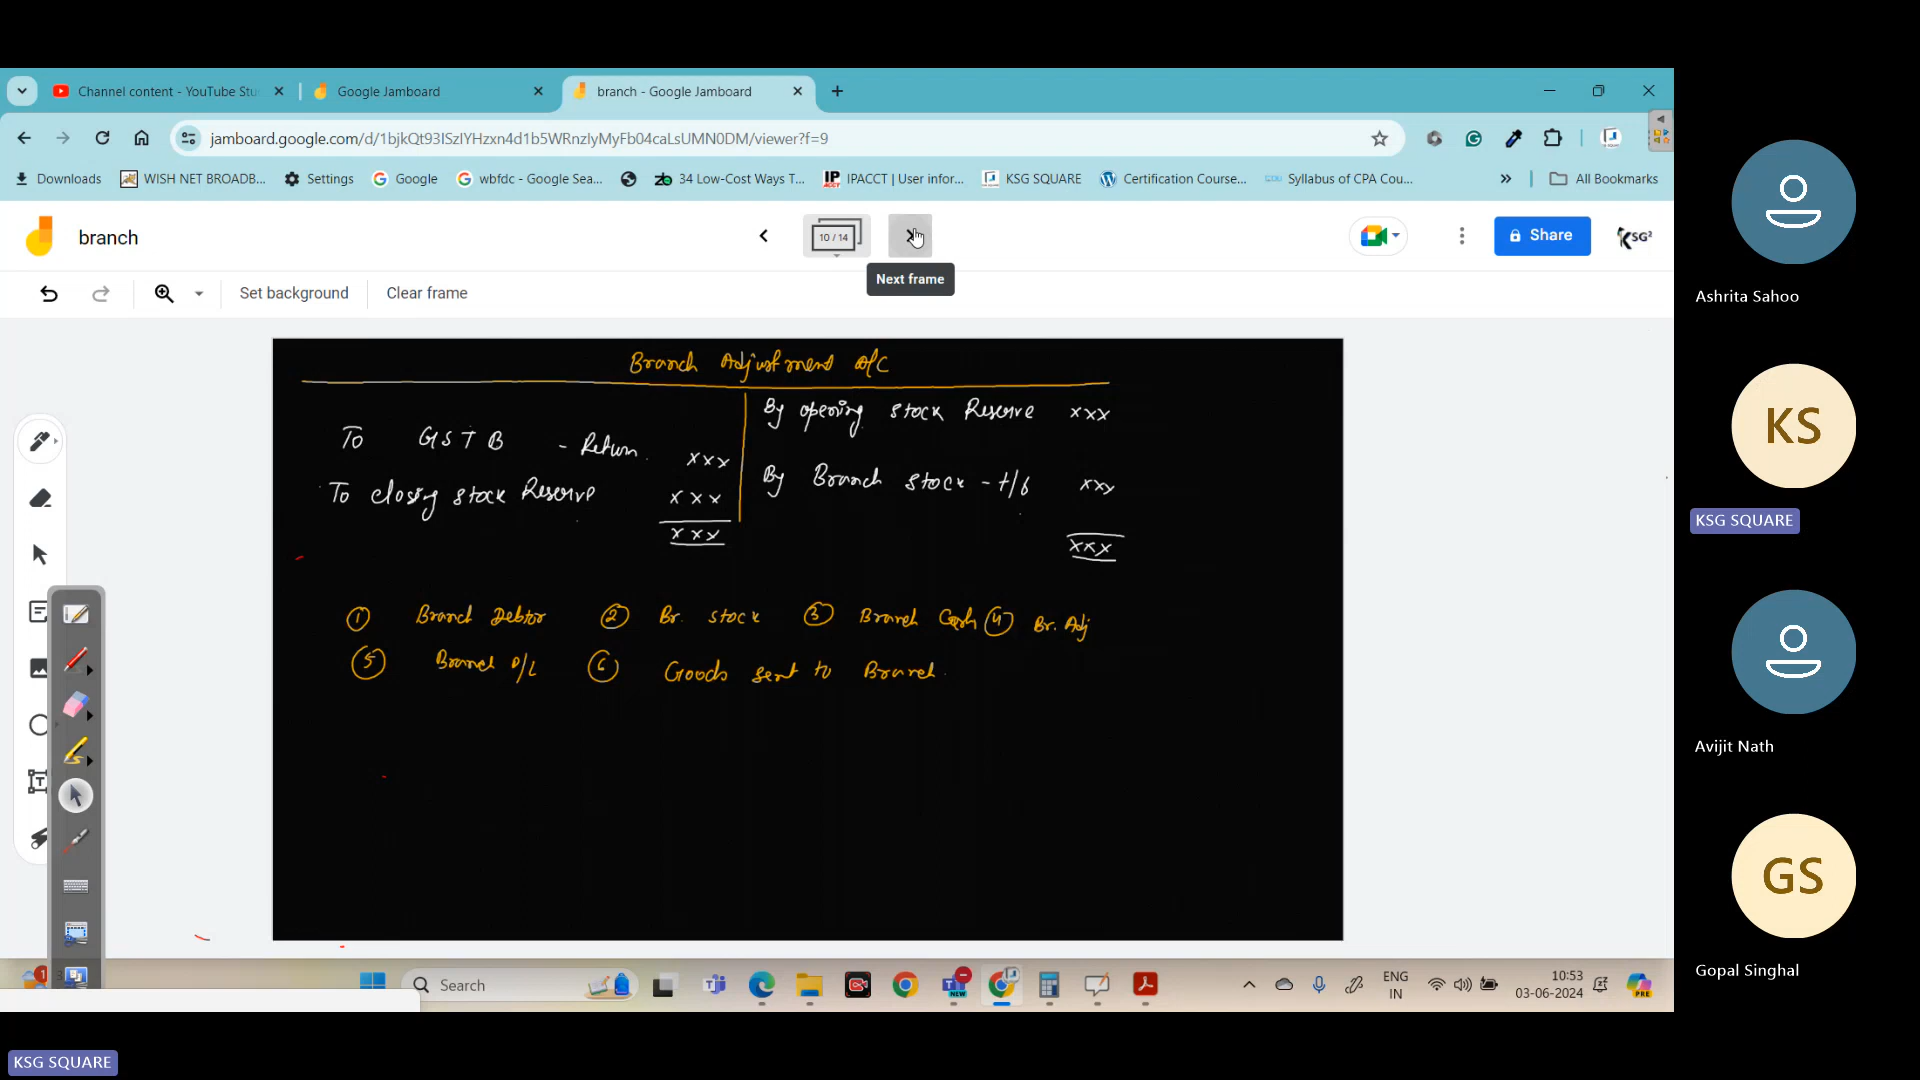 Channel content - YouTube Stu
Google Jamboard
branch - Google Jamboard
jamboard.google.com/d/1bjkQt93ISzIYHzxn4d1b5WRnzlyMyFb04caLsUMN0DM/viewer?f=9
Downloads
WISH NET BROADB...
Settings
Google
wbfdc - Google Sea...
34 Low-Cost Ways T...
IPACCT | User infor...
KSG SQUARE
Certification Course...
Syllabus of CPA Cou...
All Bookmarks
branch
10 / 14
Share
KSG²
Next frame
Set background
Clear frame
Branch Adjustment A/C
To GSTB - Return xxx
To closing stock Reserve xxx
xxx
By opening stock Reserve xxx
By Branch stock - t/b xxy
xxx
① Branch Debtor ② Br. stock ③ Branch Cash ④ Br. Adj
⑤ Branch P/L ⑥ Goods sent to Branch
Search
NEW
ENG
IN
10:53
03-06-2024
PRE
Ashrita Sahoo
KS
KSG SQUARE
Avijit Nath
GS
Gopal Singhal
KSG SQUARE